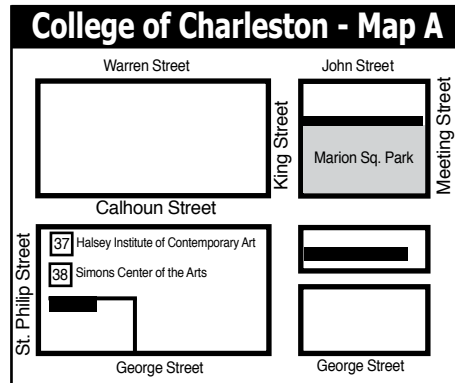 College of Charleston - Map A
Warren Street
John Street
King Street
Meeting Street
Marion Sq. Park
Calhoun Street
St. Philip Street
37 Halsey Institute of Contemporary Art
38 Simons Center of the Arts
George Street
George Street